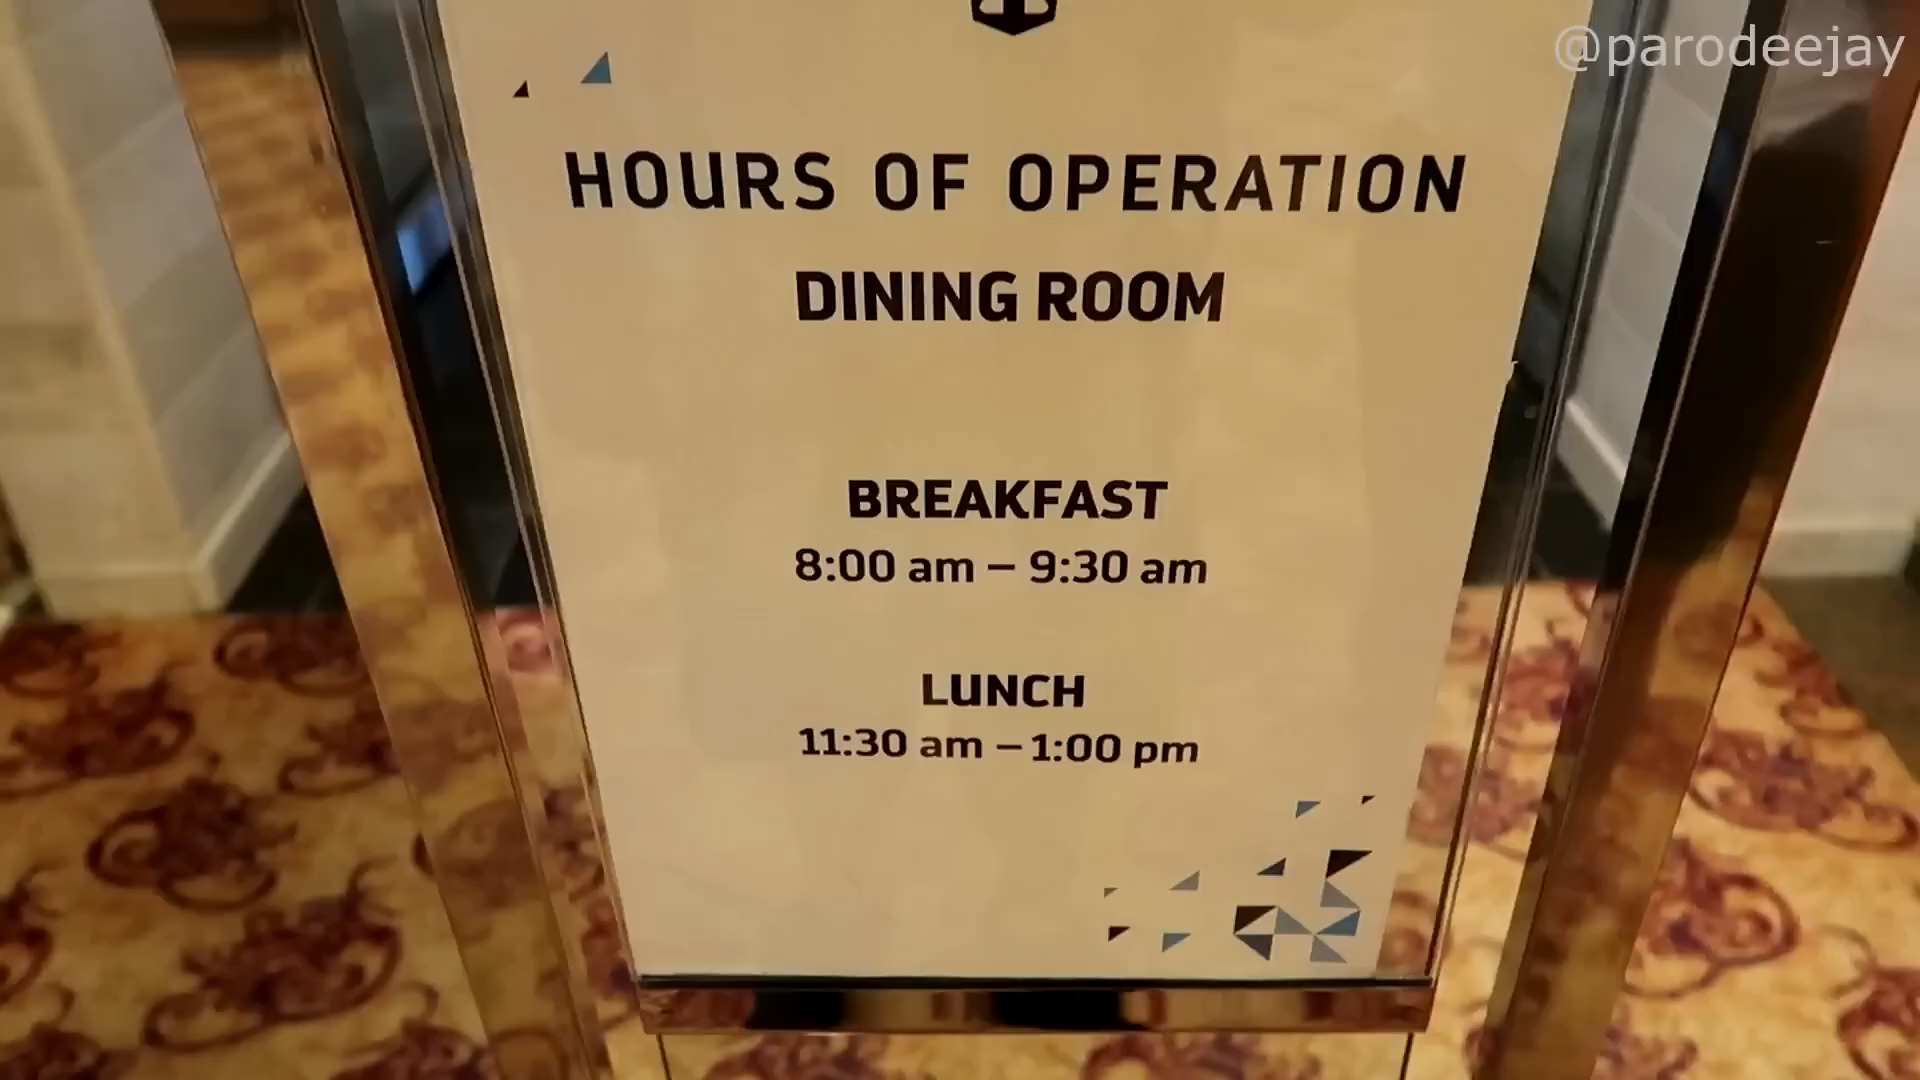 @parodeejay
HOURS OF OPERATION
DINING ROOM
BREAKFAST
8:00 am – 9:30 am
LUNCH
11:30 am – 1:00 pm